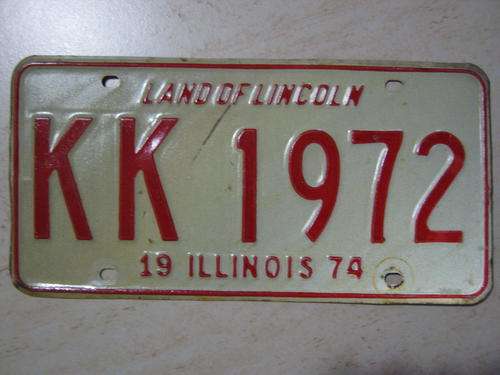 LAND OF LINCOLN
KK 1972
19 ILLINOIS 74